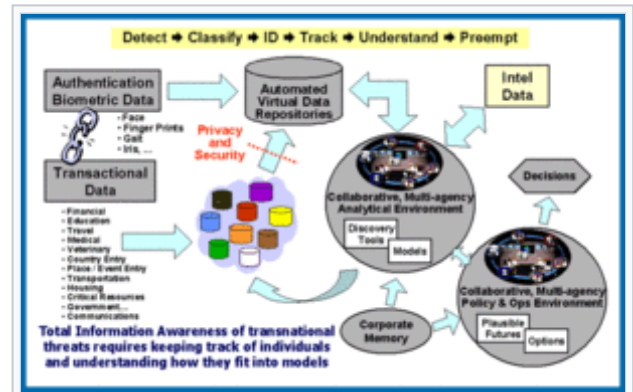 Detect ➔ Classify ➔ ID ➔ Track ➔ Understand ➔ Preempt
Authentication
Biometric Data
• Face
• Finger Prints
• Gait
• Iris, ...
Automated
Virtual Data
Repositories
Intel
Data
Privacy
and
Security
Transactional
Data
• Financial
• Education
• Travel
• Medical
• Veterinary
• Country Entry
• Place / Event Entry
• Transportation
• Housing
• Critical Resources
• Government...
• Communications
Collaborative, Multi-agency
Analytical Environment
Discovery
Tools
Models
Decisions
Collaborative, Multi-agency
Policy & Ops Environment
Plausible
Futures
Options
Corporate
Memory
Total Information Awareness of transnational
threats requires keeping track of individuals
and understanding how they fit into models